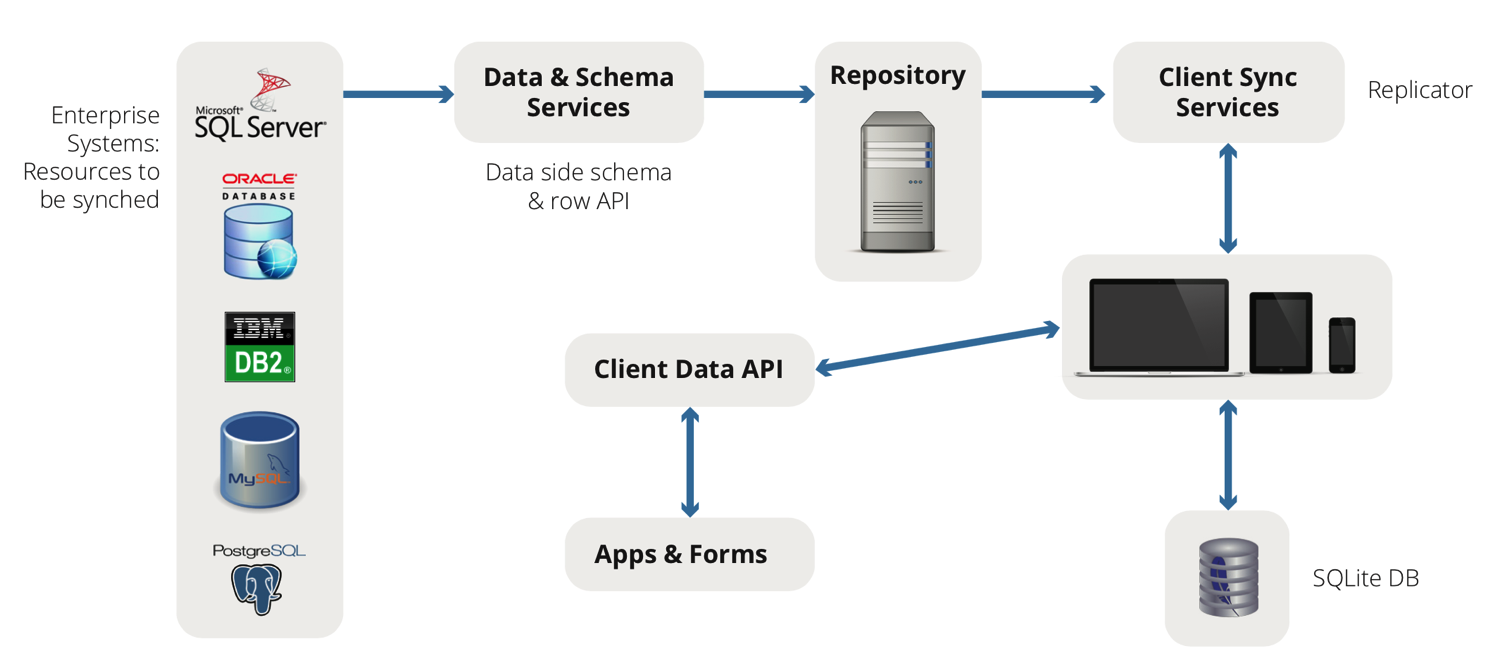 Enterprise
Systems:
Resources to
be synched
Microsoft®
SQL Server®
ORACLE®
DATABASE
IBM®
DB2®
MySQL
PostgreSQL
Data & Schema
Services
Data side schema
& row API
Repository
Client Sync
Services
Replicator
Client Data API
Apps & Forms
SQLite DB